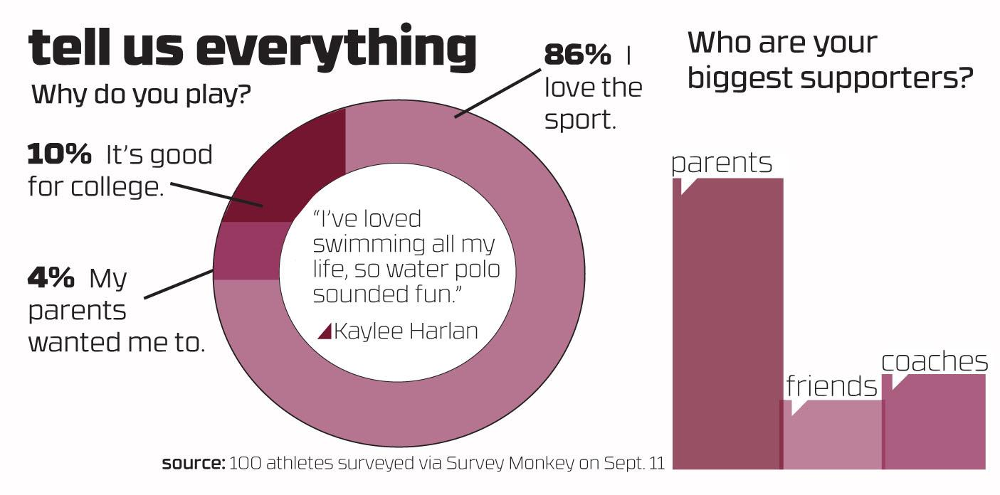 tell us everything
Why do you play?
86% I
love the
sport.
10% It's good
for college.
4% My
parents
wanted me to.
“I’ve loved
swimming all my
life, so water polo
sounded fun.”
Kaylee Harlan
source: 100 athletes surveyed via Survey Monkey on Sept. 11
Who are your
biggest supporters?
parents
friends
coaches